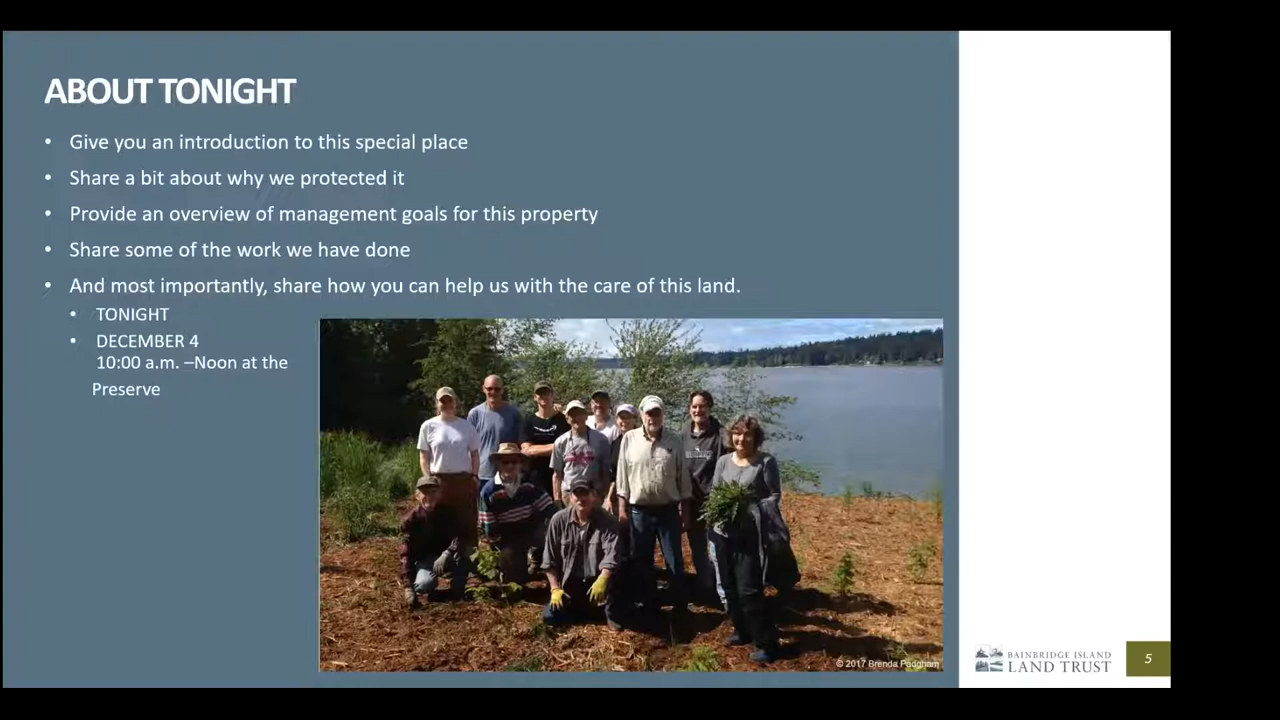 ABOUT TONIGHT
• Give you an introduction to this special place
• Share a bit about why we protected it
• Provide an overview of management goals for this property
• Share some of the work we have done
• And most importantly, share how you can help us with the care of this land.
• TONIGHT
• DECEMBER 4
10:00 a.m. –Noon at the
Preserve
© 2017 Brenda Padgham
BAINBRIDGE ISLAND
LAND TRUST
5